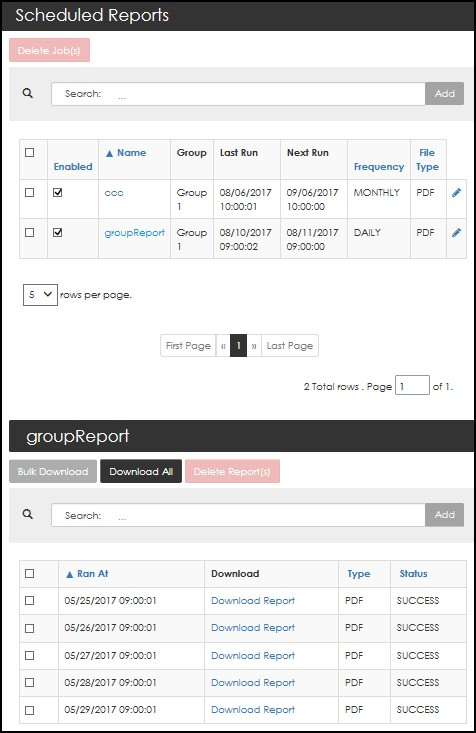 Scheduled Reports
Delete Job(s)
Search: ... Add
Enabled ▲ Name Group Last Run Next Run Frequency File Type
ccc Group 1 08/06/2017 10:00:01 09/06/2017 10:00:00 MONTHLY PDF
groupReport Group 1 08/10/2017 09:00:02 08/11/2017 09:00:00 DAILY PDF
5 rows per page.
First Page « 1 » Last Page
2 Total rows . Page 1 of 1.
groupReport
Bulk Download Download All Delete Report(s)
Search: ... Add
▲ Ran At Download Type Status
05/25/2017 09:00:01 Download Report PDF SUCCESS
05/26/2017 09:00:01 Download Report PDF SUCCESS
05/27/2017 09:00:01 Download Report PDF SUCCESS
05/28/2017 09:00:01 Download Report PDF SUCCESS
05/29/2017 09:00:01 Download Report PDF SUCCESS